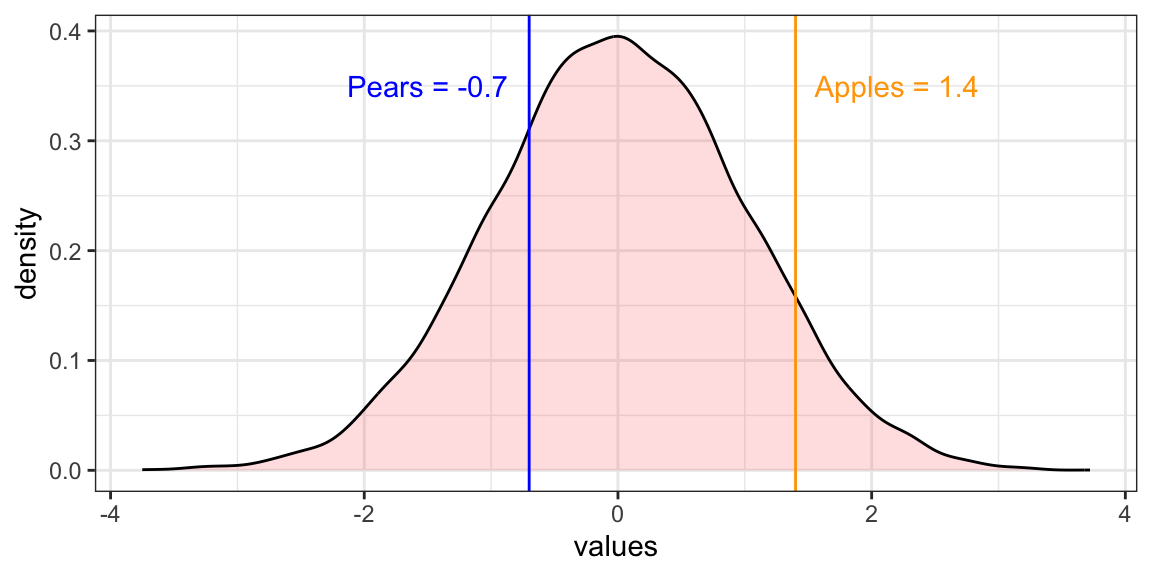 0.4
Pears = -0.7
Apples = 1.4
0.3
density
0.2
0.1
0.0
-4
-2
0
2
4
values